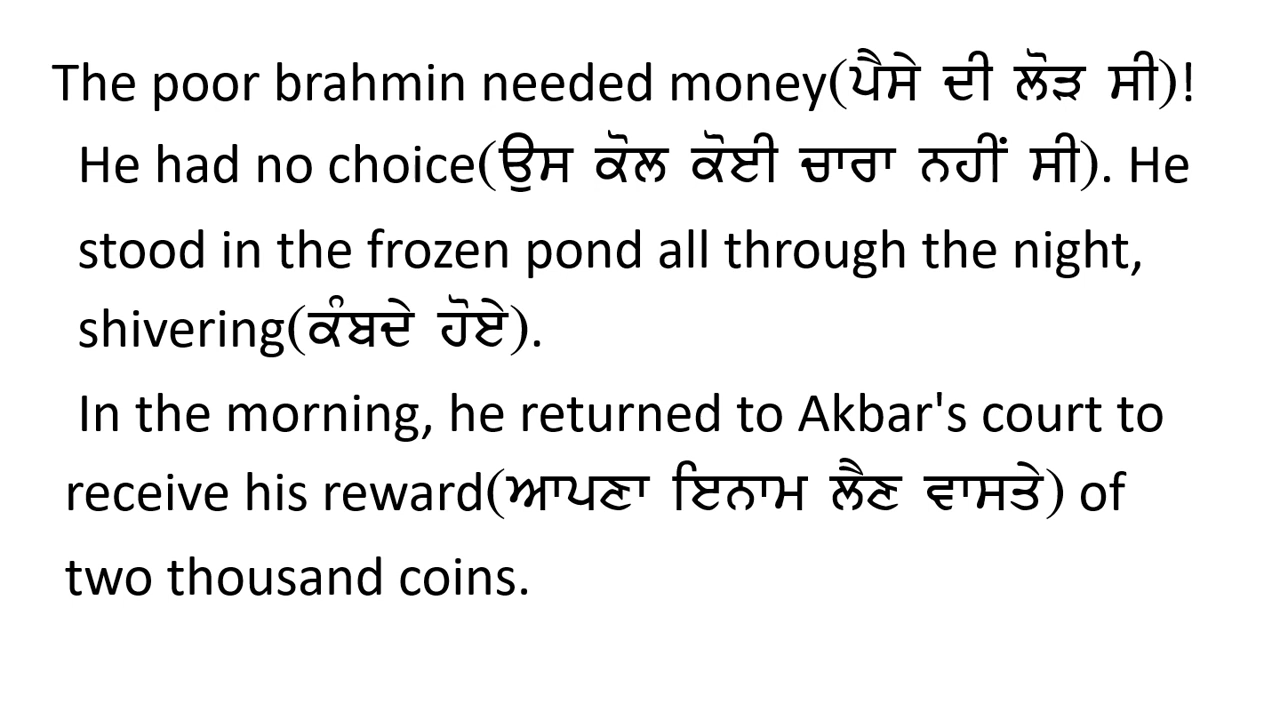 The poor brahmin needed money(ਪੈਸੇ ਦੀ ਲੋੜ ਸੀ)!
He had no choice(ਉਸ ਕੋਲ ਕੋਈ ਚਾਰਾ ਨਹੀਂ ਸੀ). He
stood in the frozen pond all through the night,
shivering(ਕੰਬਦੇ ਹੋਏ).
In the morning, he returned to Akbar's court to
receive his reward(ਆਪਣਾ ਇਨਾਮ ਲੈਣ ਵਾਸਤੇ) of
two thousand coins.